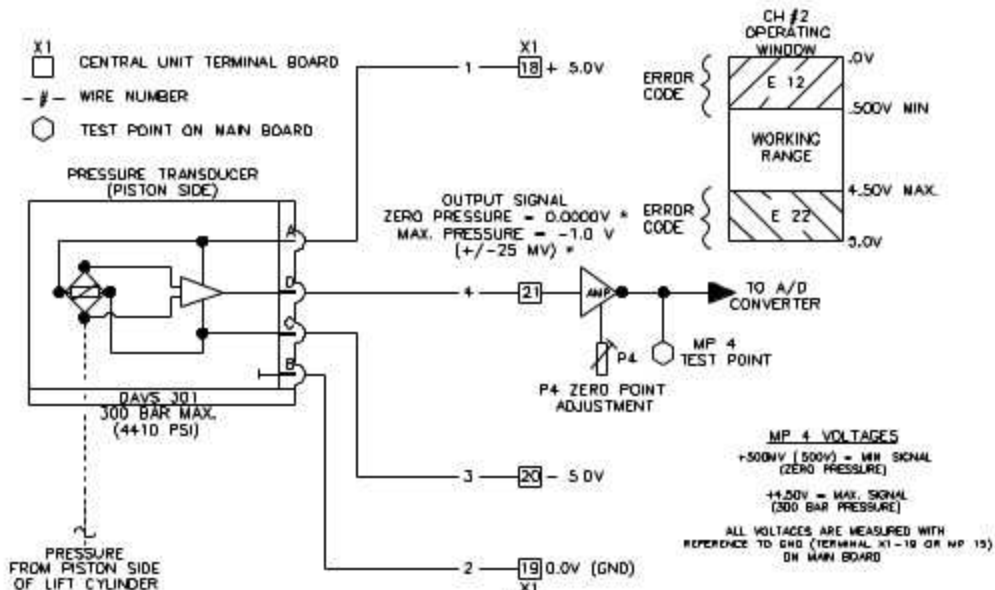 X1
CENTRAL UNIT TERMINAL BOARD
-#- WIRE NUMBER
TEST POINT ON MAIN BOARD
PRESSURE TRANSDUCER
(PISTON SIDE)
A
D
C
B
DAVS 301
300 BAR MAX.
(4410 PSI)
PRESSURE
FROM PISTON SIDE
OF LIFT CYLINDER
1
X1
18 + 5.0V
OUTPUT SIGNAL
ZERO PRESSURE = 0.0000V *
MAX. PRESSURE = -1.0 V
(+/-25 MV) *
4
21
AMP
TO A/D
CONVERTER
P4
MP 4
TEST POINT
P4 ZERO POINT
ADJUSTMENT
3
20 - 5.0V
2
19 0.0V (GND)
X1
CH #2
OPERATING
WINDOW
ERROR
CODE
E 12
.0V
.500V MIN
WORKING
RANGE
4.50V MAX.
ERROR
CODE
E 22
5.0V
MP 4 VOLTAGES
+500MV (.500V) = MIN SIGNAL
(ZERO PRESSURE)
+4.50V = MAX. SIGNAL
(300 BAR PRESSURE)
ALL VOLTAGES ARE MEASURED WITH
REFERENCE TO GND (TERMINAL X1-19 OR MP 15)
ON MAIN BOARD